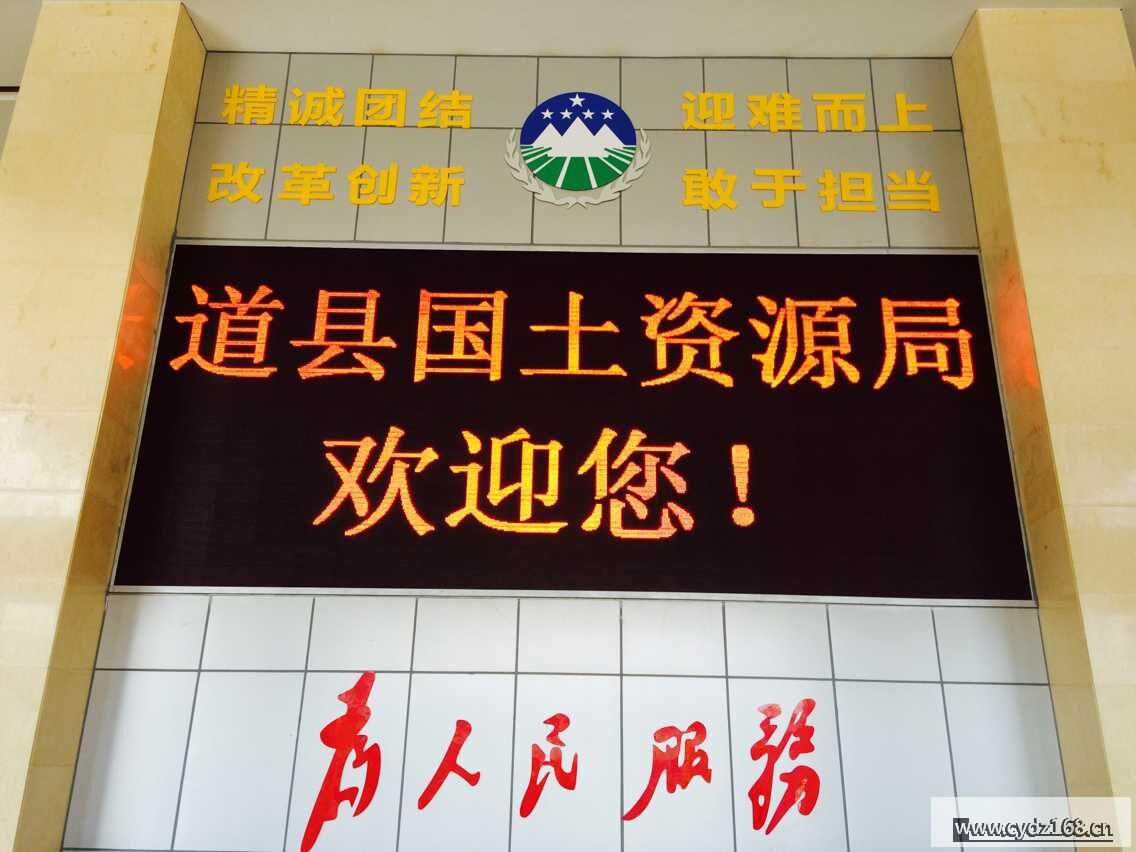 精诚团结 迎难而上
改革创新 敢于担当
道县国土资源局
欢迎您！
为人民服务
www.cydz168.cn